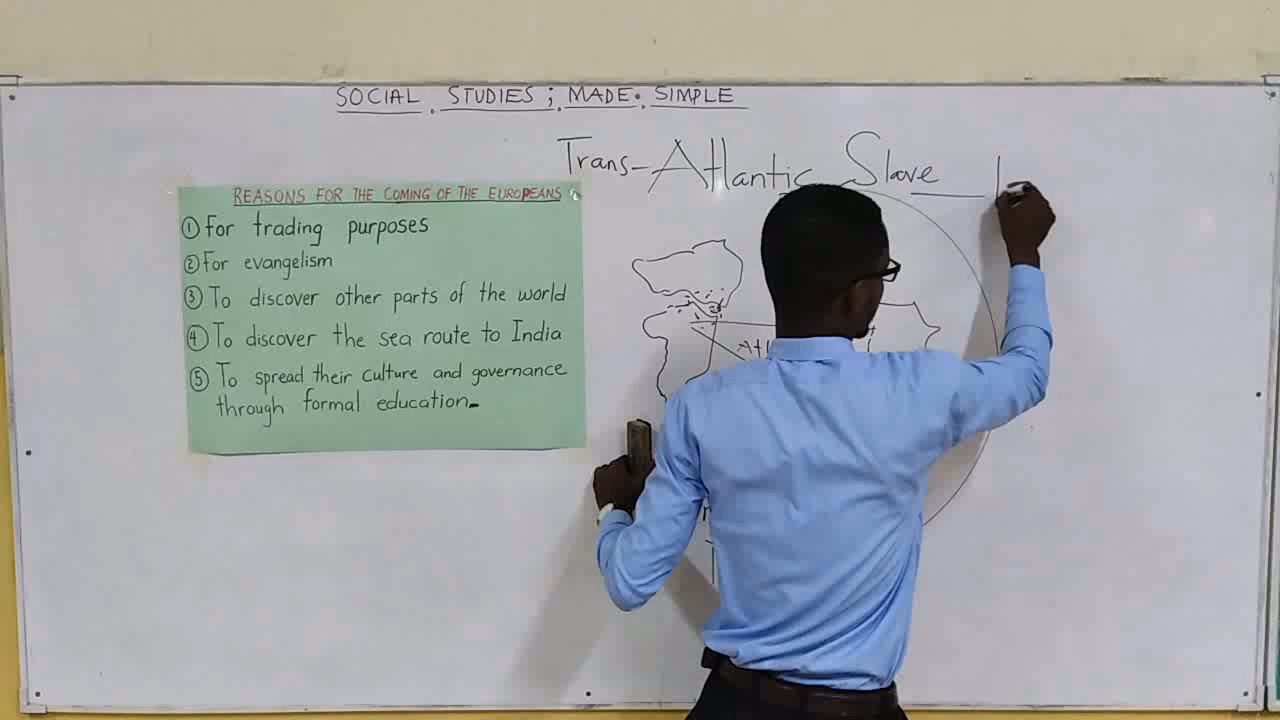 SOCIAL STUDIES ; MADE SIMPLE
Trans-Atlantic Slave
REASONS FOR THE COMING OF THE EUROPEANS
① For trading purposes
② For evangelism
③ To discover other parts of the world
④ To discover the sea route to India
⑤ To spread their culture and governance
through formal education